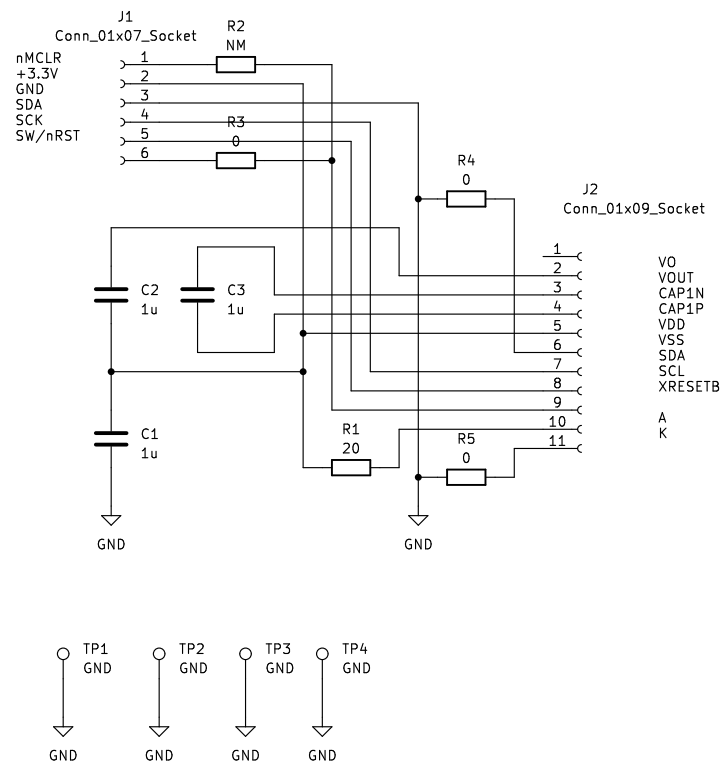 J1
Conn_01x07_Socket
nMCLR
+3.3V
GND
SDA
SCK
SW/nRST
1
2
3
4
5
6
R2
NM
R3
0
R4
0
J2
Conn_01x09_Socket
1
2
3
4
5
6
7
8
9
10
11
VO
VOUT
CAP1N
CAP1P
VDD
VSS
SDA
SCL
XRESETB
A
K
C2
1u
C3
1u
C1
1u
R1
20
R5
0
GND
GND
TP1
GND
TP2
GND
TP3
GND
TP4
GND
GND
GND
GND
GND